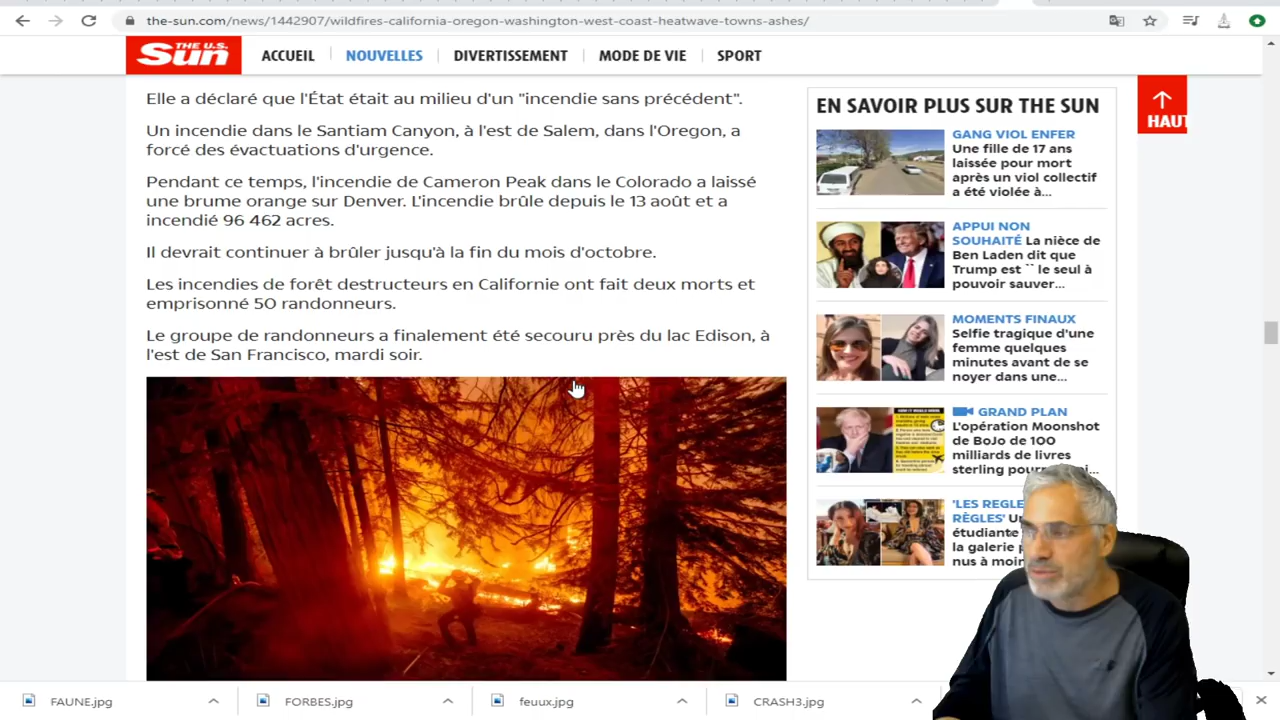 the-sun.com/news/1442907/wildfires-california-oregon-washington-west-coast-heatwave-towns-ashes/
THE U.S.
Sun
ACCUEIL
NOUVELLES
DIVERTISSEMENT
MODE DE VIE
SPORT
HAUT
Elle a déclaré que l'État était au milieu d'un "incendie sans précédent".
Un incendie dans le Santiam Canyon, à l'est de Salem, dans l'Oregon, a
forcé des évactuations d'urgence.
Pendant ce temps, l'incendie de Cameron Peak dans le Colorado a laissé
une brume orange sur Denver. L'incendie brûle depuis le 13 août et a
incendié 96 462 acres.
Il devrait continuer à brûler jusqu'à la fin du mois d'octobre.
Les incendies de forêt destructeurs en Californie ont fait deux morts et
emprisonné 50 randonneurs.
Le groupe de randonneurs a finalement été secouru près du lac Edison, à
l'est de San Francisco, mardi soir.
EN SAVOIR PLUS SUR THE SUN
GANG VIOL ENFER
Une fille de 17 ans
laissée pour mort
après un viol collectif
a été violée à...
APPUI NON
SOUHAITÉ La nièce de
Ben Laden dit que
Trump est `` le seul à
pouvoir sauver...
MOMENTS FINAUX
Selfie tragique d'une
femme quelques
minutes avant de se
noyer dans une...
GRAND PLAN
L'opération Moonshot
de BoJo de 100
milliards de livres
sterling
'LES REGLE
RÈGLES'
étudiante
la galerie
nus à moin
FAUNE.jpg
FORBES.jpg
feuux.jpg
CRASH3.jpg